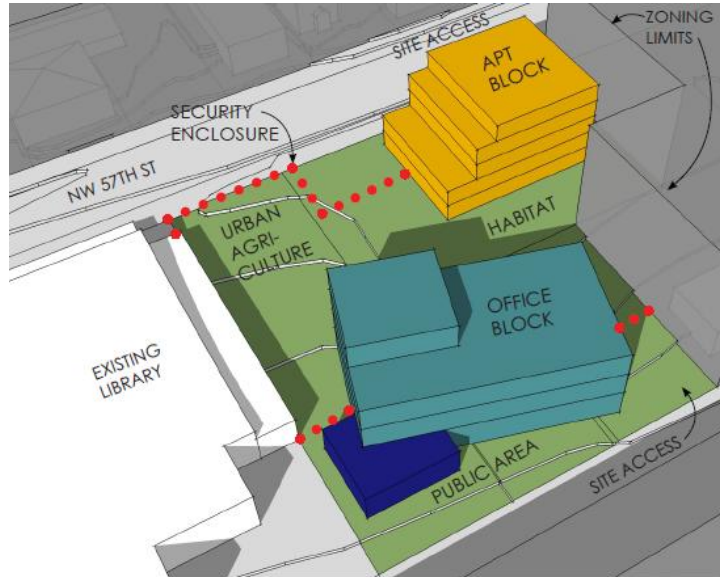 ZONING
LIMITS
SITE ACCESS
APT
BLOCK
SECURITY
ENCLOSURE
NW 57TH ST
URBAN
AGRI-
CULTURE
HABITAT
OFFICE
BLOCK
EXISTING
LIBRARY
PUBLIC AREA
SITE ACCESS